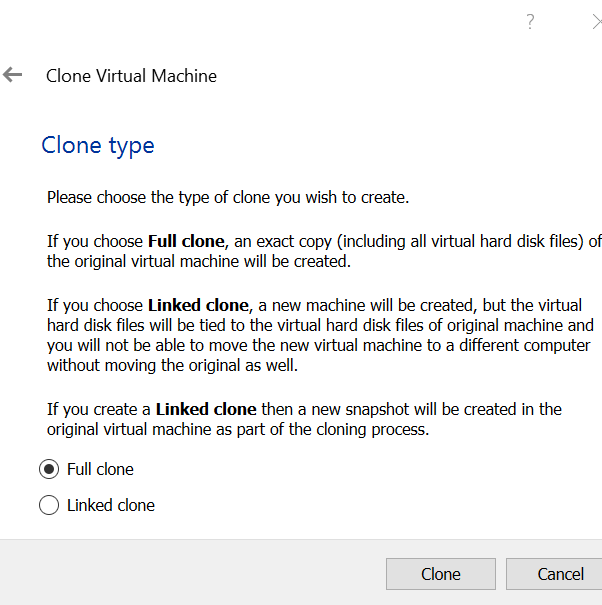 ?
Clone Virtual Machine
Clone type
Please choose the type of clone you wish to create.
If you choose Full clone, an exact copy (including all virtual hard disk files) of
the original virtual machine will be created.
If you choose Linked clone, a new machine will be created, but the virtual
hard disk files will be tied to the virtual hard disk files of original machine and
you will not be able to move the new virtual machine to a different computer
without moving the original as well.
If you create a Linked clone then a new snapshot will be created in the
original virtual machine as part of the cloning process.
Full clone
Linked clone
Clone Cancel